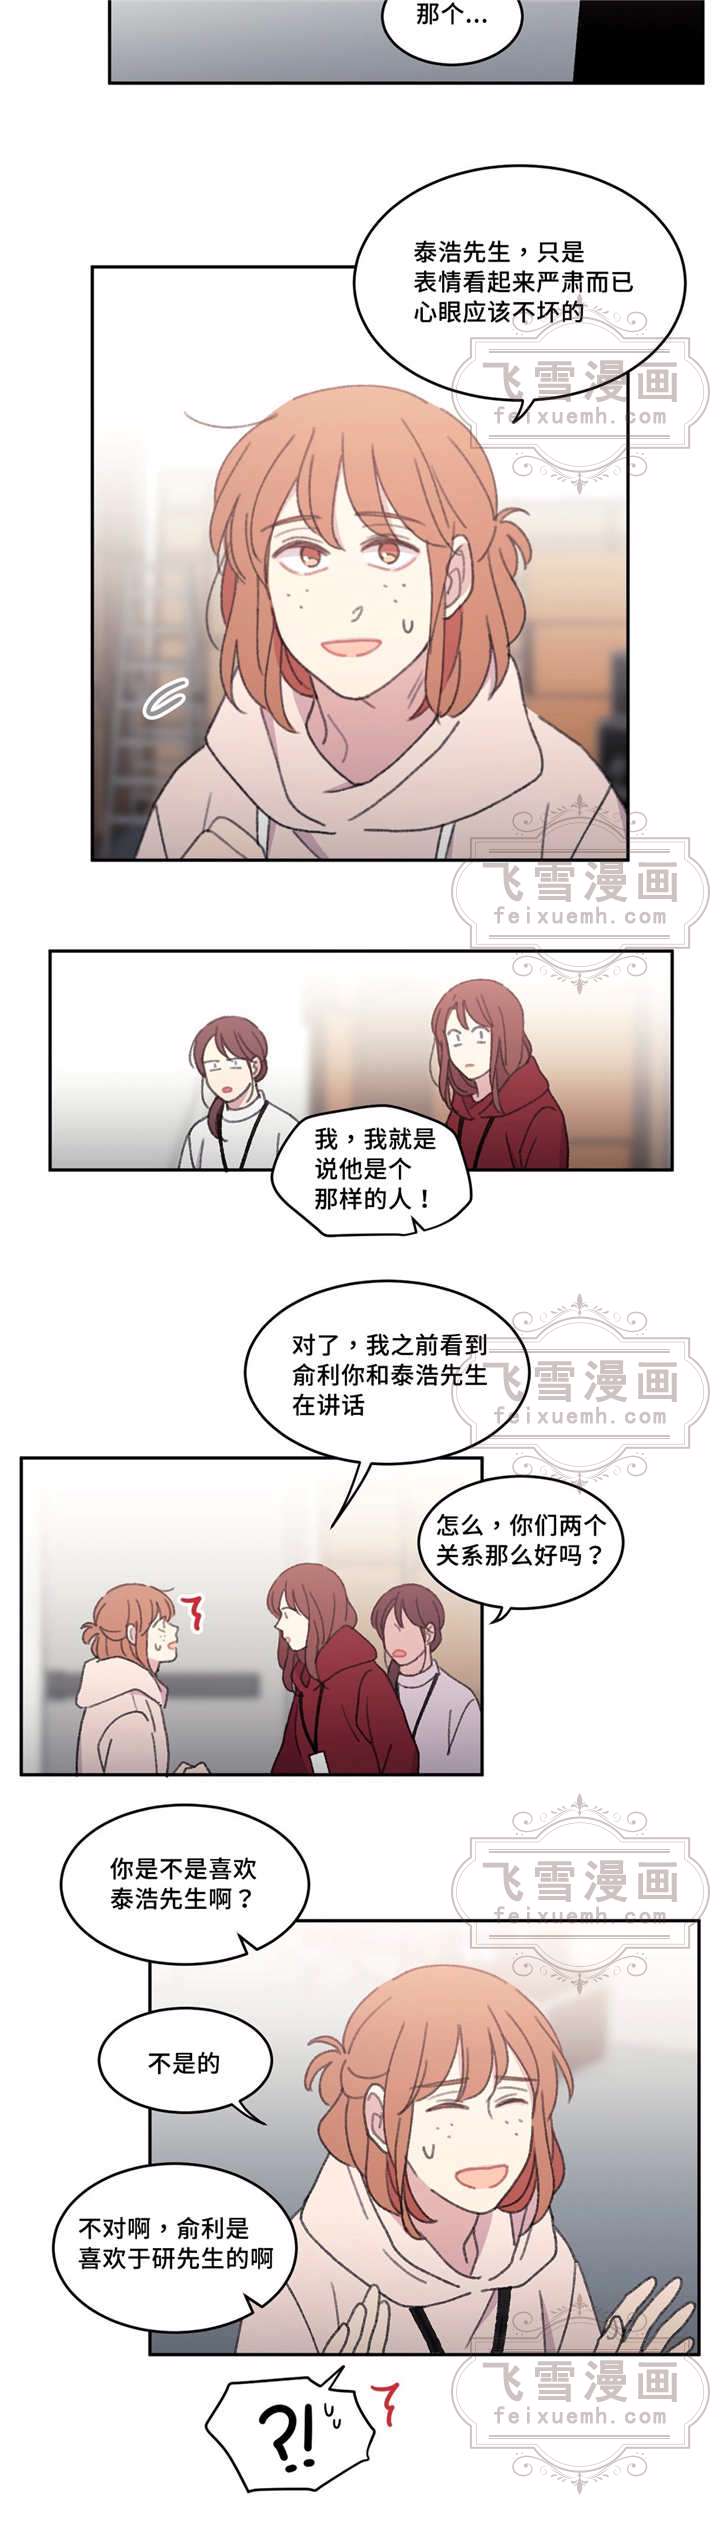 那个…
泰浩先生，只是
表情看起来严肃而已
心眼应该不坏的
飞雪漫画
feixuemh.com
飞雪漫画
feixuemh.com
我，我就是
说他是个
那样的人！
对了，我之前看到
俞利你和泰浩先生
在讲话
飞雪漫画
feixuemh.com
怎么，你们两个
关系那么好吗？
你是不是喜欢
泰浩先生啊？
飞雪漫画
feixuemh.com
不是的
不对啊，俞利是
喜欢于研先生的啊
飞雪漫画
feixuemh.com
?!